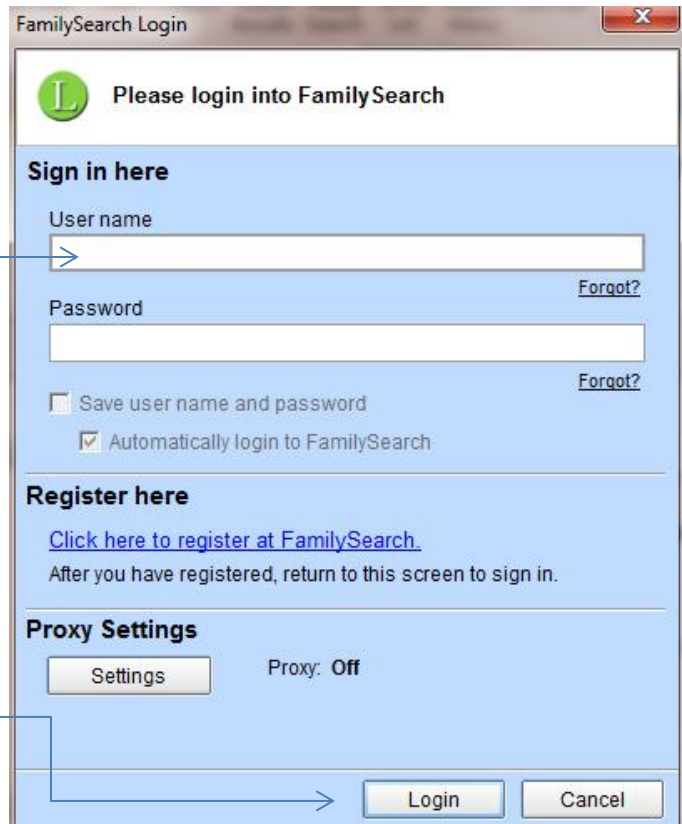 FamilySearch Login
L
Please login into FamilySearch
Sign in here
User name
Forgot?
Password
Forgot?
Save user name and password
Automatically login to FamilySearch
Register here
Click here to register at FamilySearch.
After you have registered, return to this screen to sign in.
Proxy Settings
Settings Proxy: Off
Login Cancel